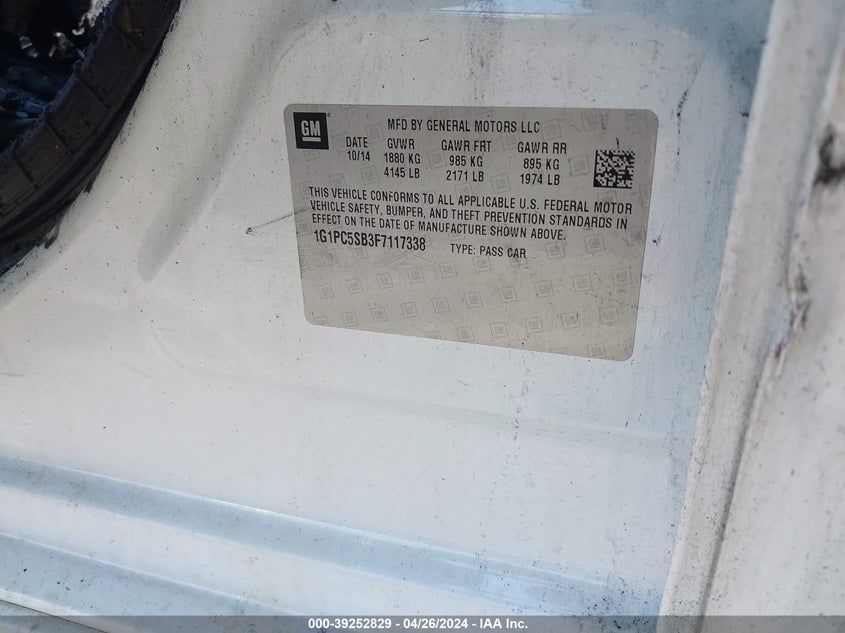 GM
MFD BY GENERAL MOTORS LLC
DATE GVWR GAWR FRT GAWR RR
10/14 1880 KG 985 KG 895 KG
4145 LB 2171 LB 1974 LB
THIS VEHICLE CONFORMS TO ALL APPLICABLE U.S. FEDERAL MOTOR
VEHICLE SAFETY, BUMPER, AND THEFT PREVENTION STANDARDS IN
EFFECT ON THE DATE OF MANUFACTURE SHOWN ABOVE.
1G1PC5SB3F7117338 TYPE: PASS CAR
000-39252829 - 04/26/2024 - IAA Inc.